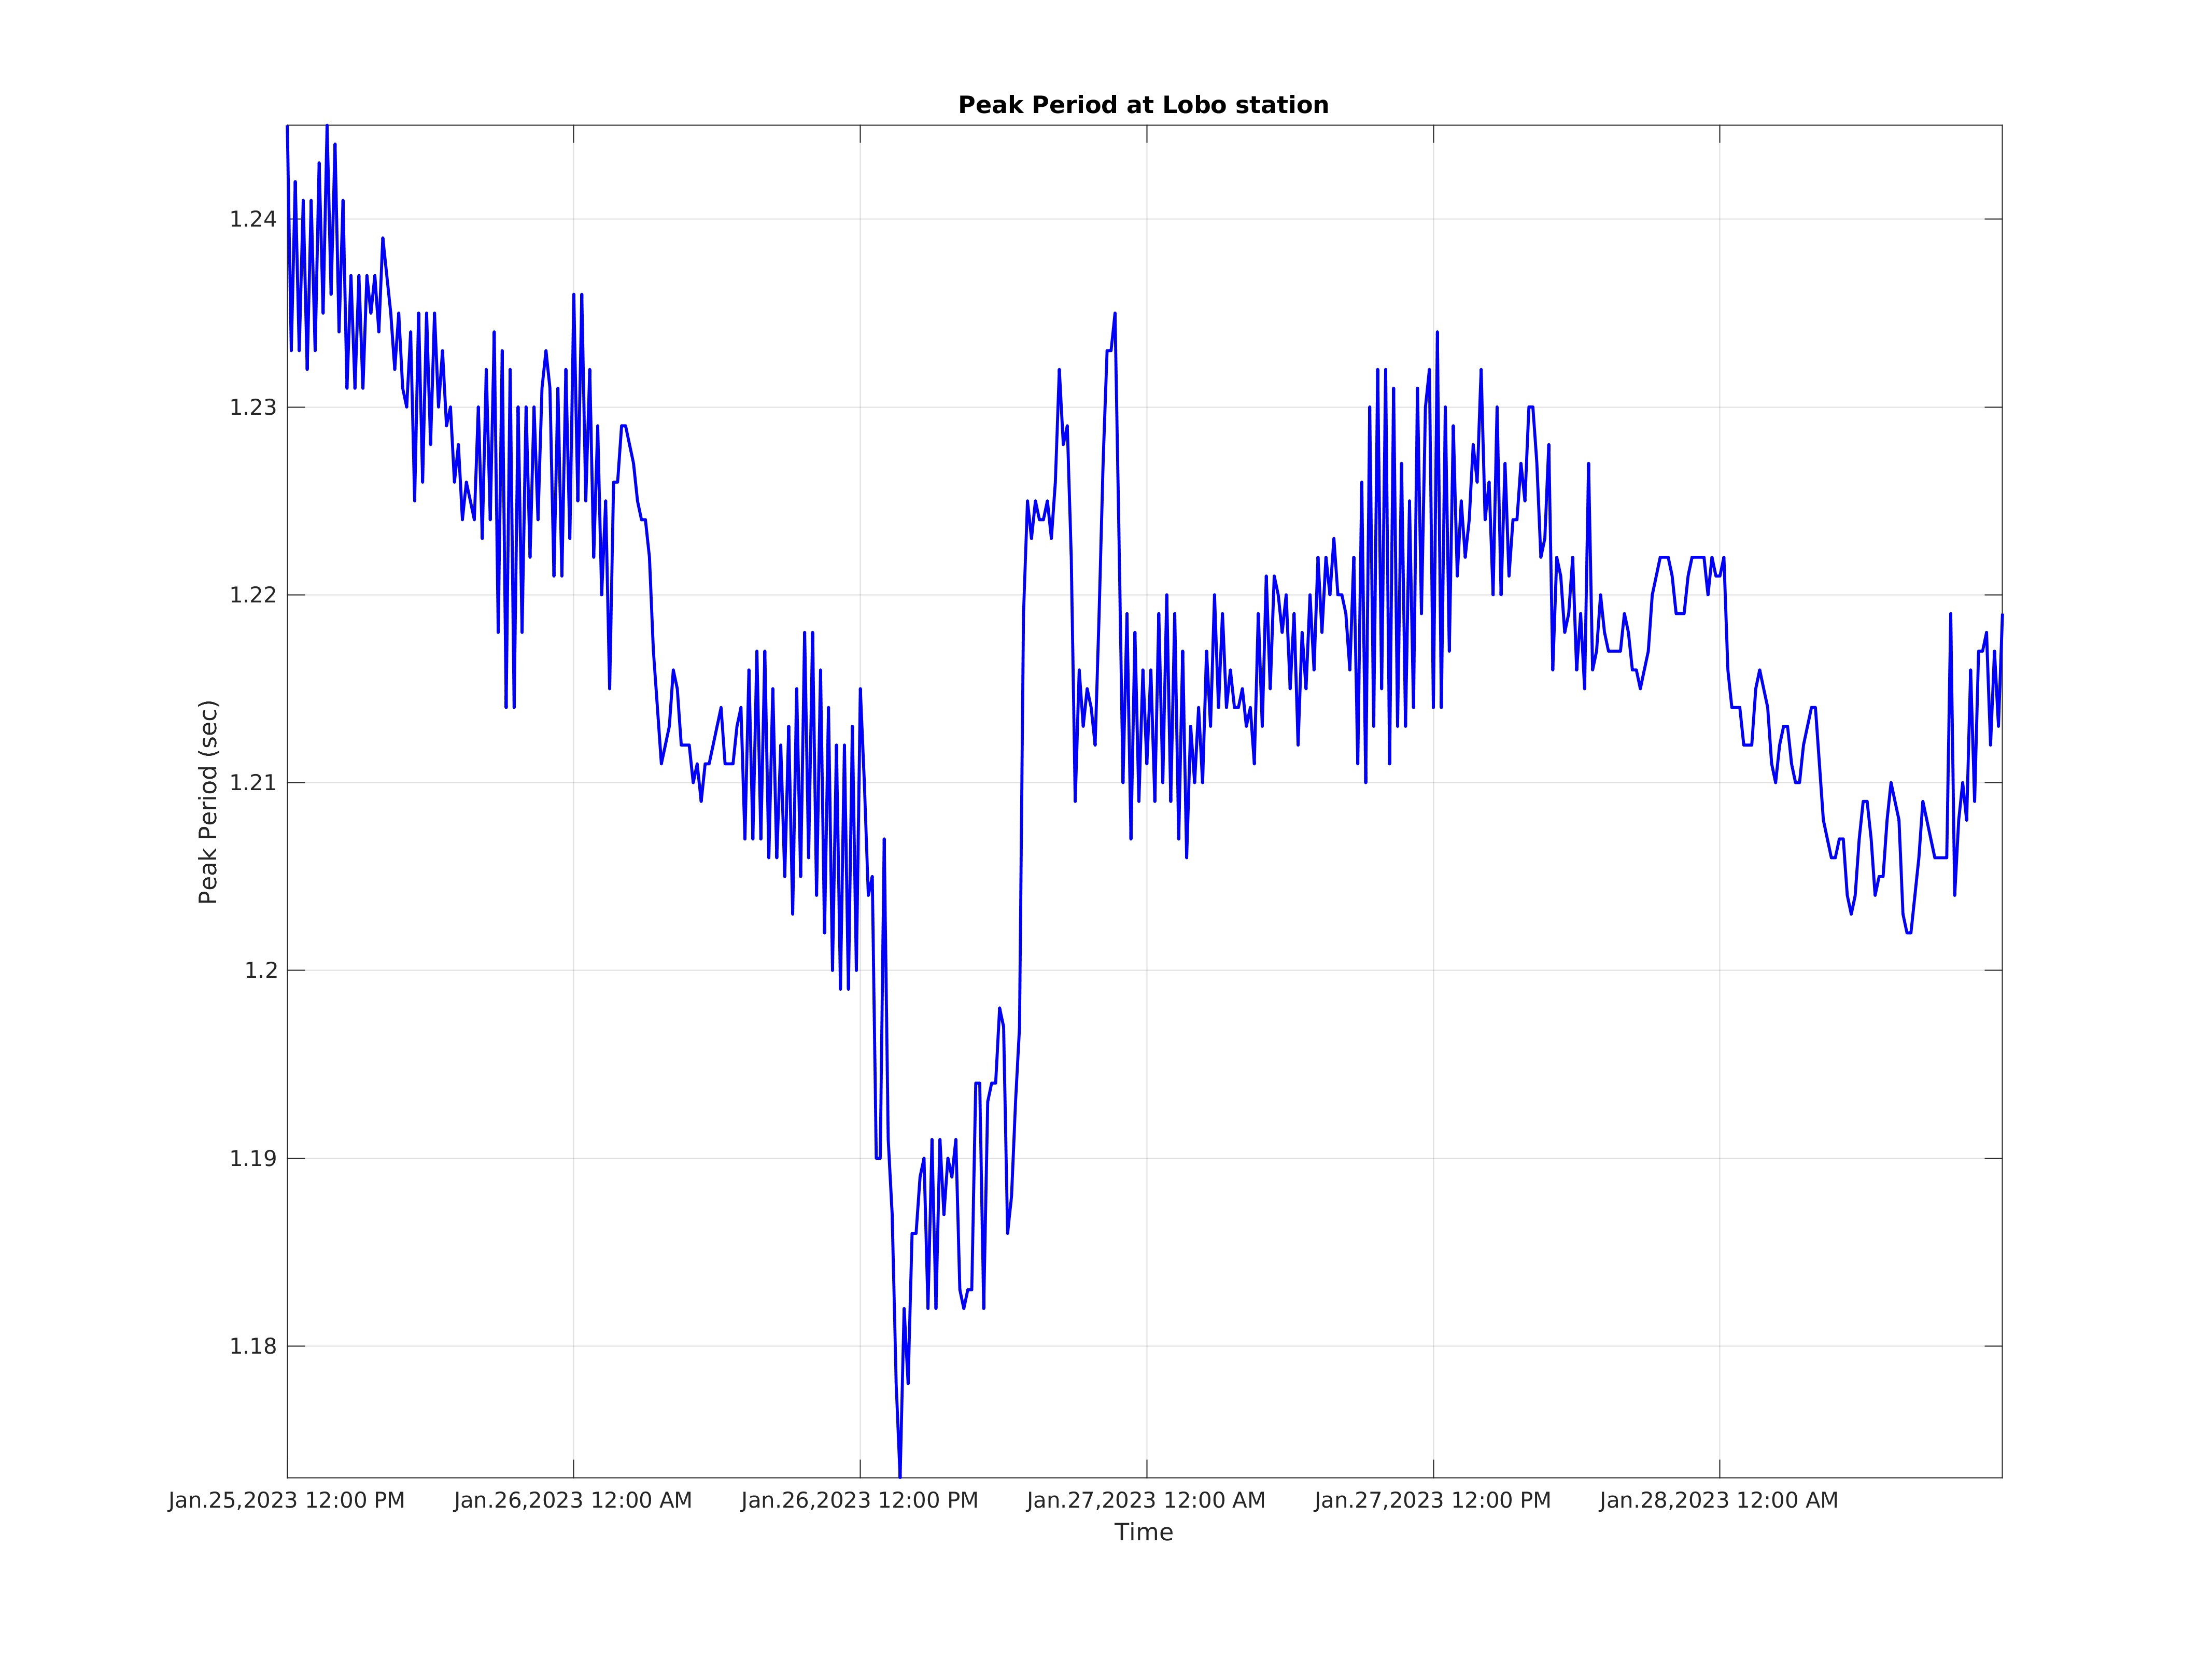 Peak Period at Lobo station
Peak Period (sec)
1.24
1.23
1.22
1.21
1.2
1.19
1.18
Jan.25,2023 12:00 PM
Jan.26,2023 12:00 AM
Jan.26,2023 12:00 PM
Jan.27,2023 12:00 AM
Jan.27,2023 12:00 PM
Jan.28,2023 12:00 AM
Time